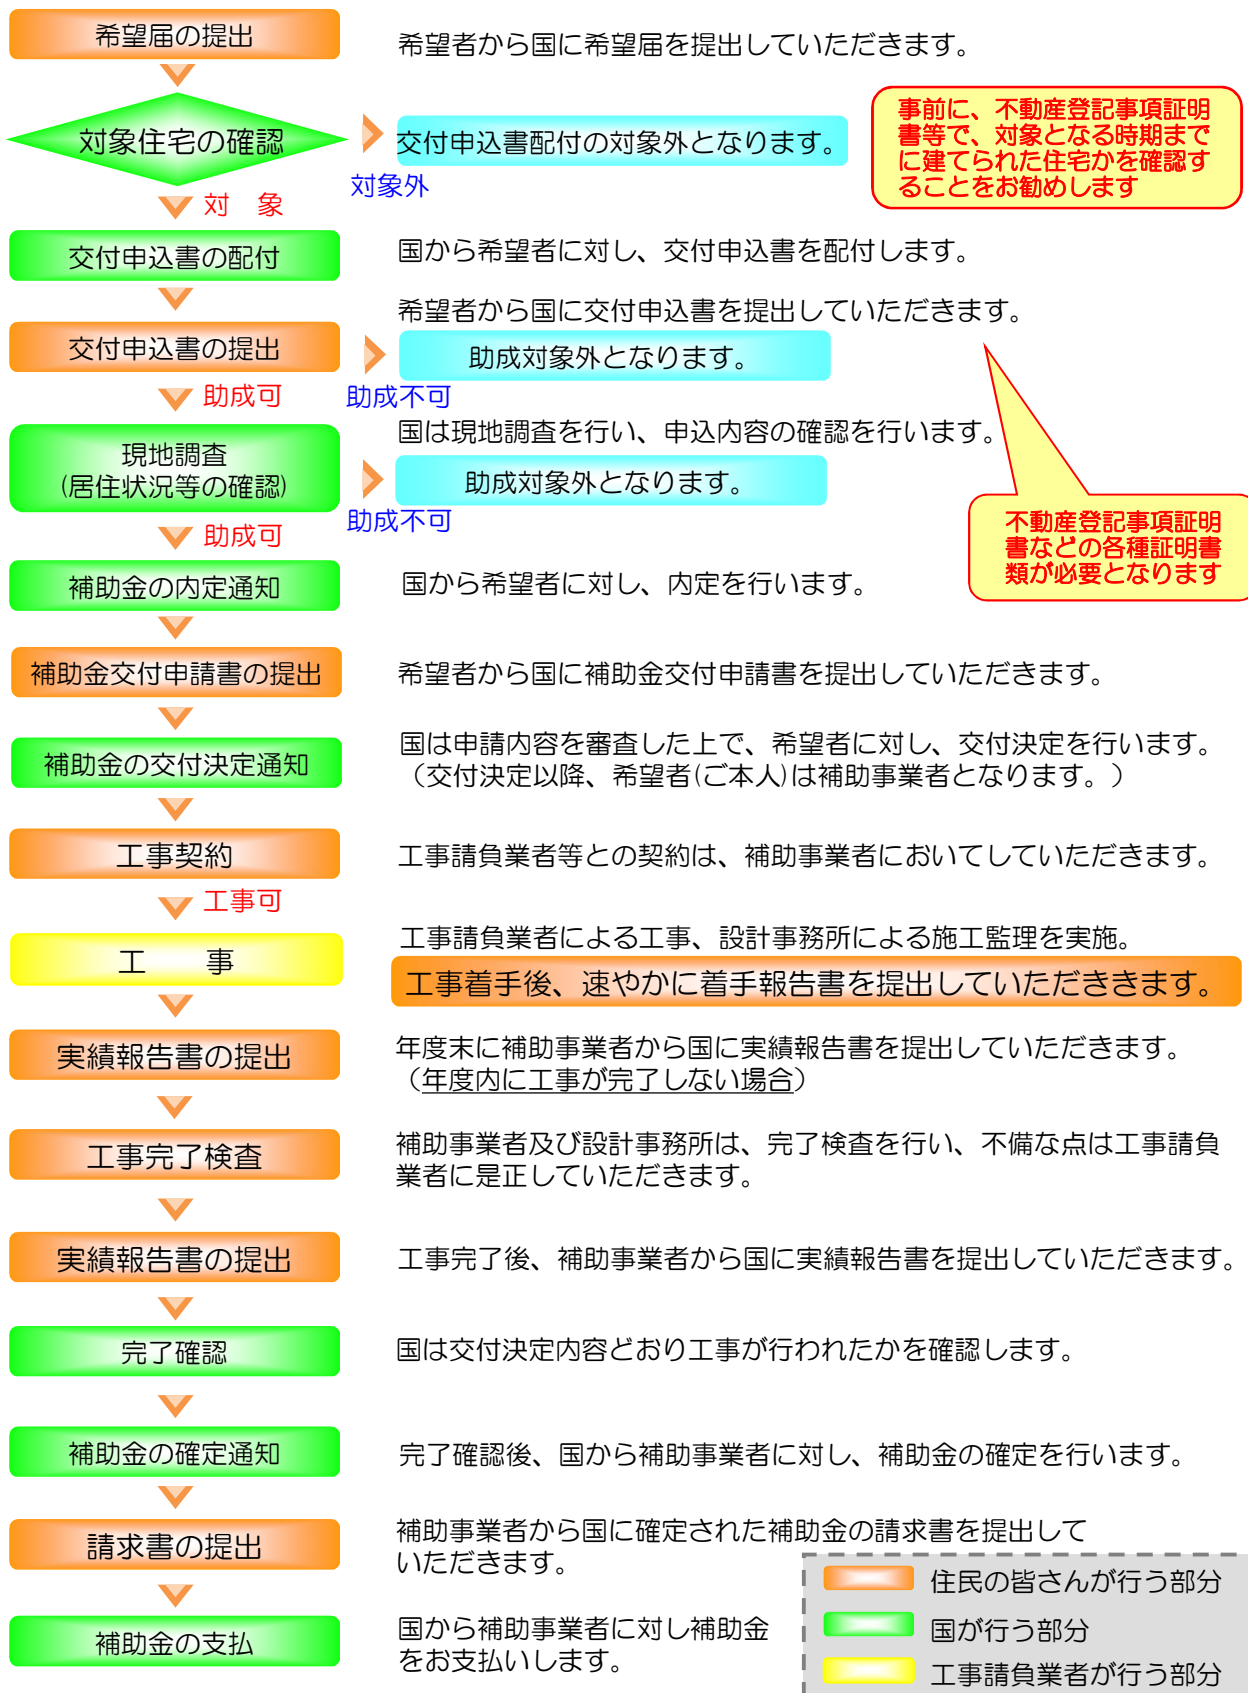 希望届の提出
希望者から国に希望届を提出していただきます。
対象住宅の確認
交付申込書配付の対象外となります。
対象外
事前に、不動産登記事項証明
書等で、対象となる時期まで
に建てられた住宅かを確認す
ることをお勧めします
対　象
交付申込書の配付
国から希望者に対し、交付申込書を配付します。
希望者から国に交付申込書を提出していただきます。
交付申込書の提出
助成対象外となります。
助成可
助成不可
国は現地調査を行い、申込内容の確認を行います。
現地調査
(居住状況等の確認)
助成対象外となります。
助成不可
助成可
不動産登記事項証明
書などの各種証明書
類が必要となります
補助金の内定通知
国から希望者に対し、内定を行います。
補助金交付申請書の提出
希望者から国に補助金交付申請書を提出していただきます。
補助金の交付決定通知
国は申請内容を審査した上で、希望者に対し、交付決定を行います。
（交付決定以降、希望者(ご本人)は補助事業者となります。）
工事契約
工事請負業者等との契約は、補助事業者においてしていただきます。
工事可
工　　事
工事請負業者による工事、設計事務所による施工監理を実施。
工事着手後、速やかに着手報告書を提出していただききます。
実績報告書の提出
年度末に補助事業者から国に実績報告書を提出していただきます。
（年度内に工事が完了しない場合）
工事完了検査
補助事業者及び設計事務所は、完了検査を行い、不備な点は工事請負
業者に是正していただきます。
実績報告書の提出
工事完了後、補助事業者から国に実績報告書を提出していただきます。
完了確認
国は交付決定内容どおり工事が行われたかを確認します。
補助金の確定通知
完了確認後、国から補助事業者に対し、補助金の確定を行います。
請求書の提出
補助事業者から国に確定された補助金の請求書を提出して
いただきます。
補助金の支払
国から補助事業者に対し補助金
をお支払いします。
住民の皆さんが行う部分
国が行う部分
工事請負業者が行う部分